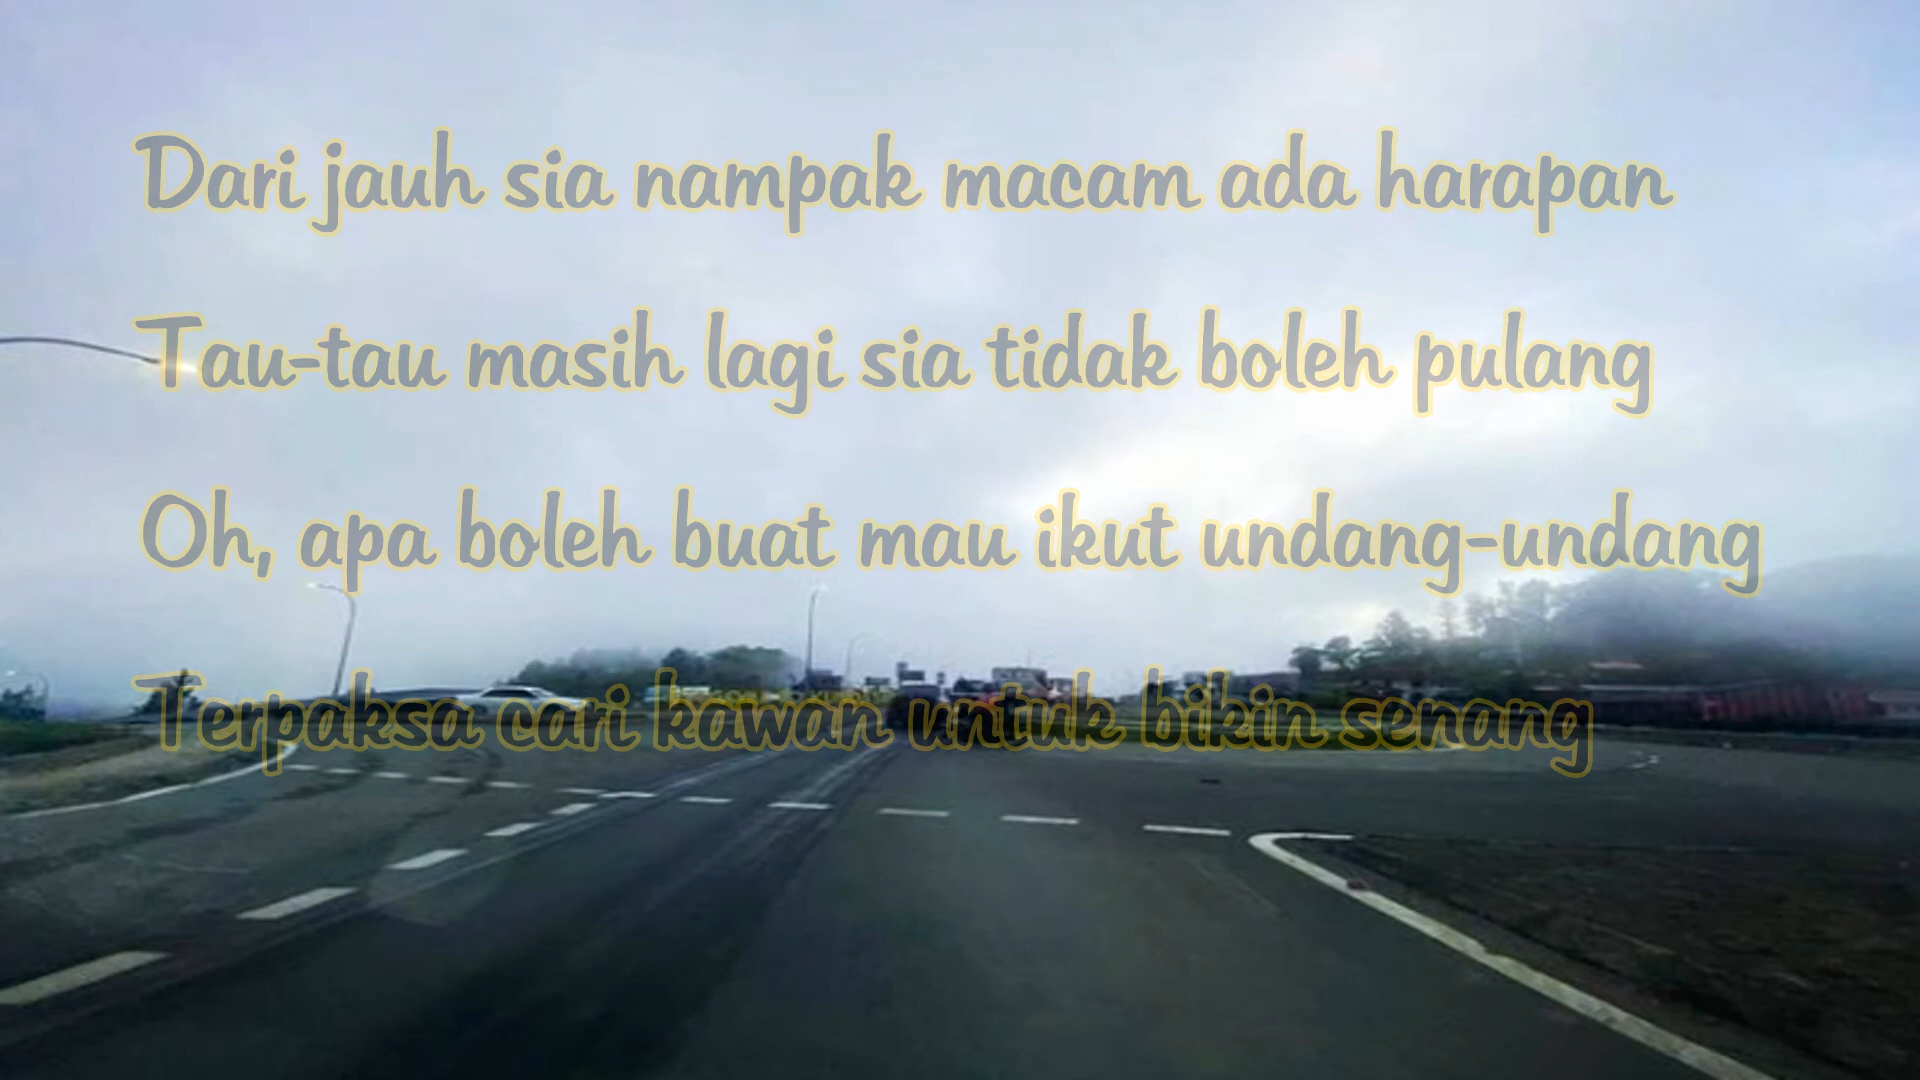 Dari jauh sia nampak macam ada harapan
Tau-tau masih lagi sia tidak boleh pulang
Oh, apa boleh buat mau ikut undang-undang
Terpaksa cari kawan untuk bikin senang